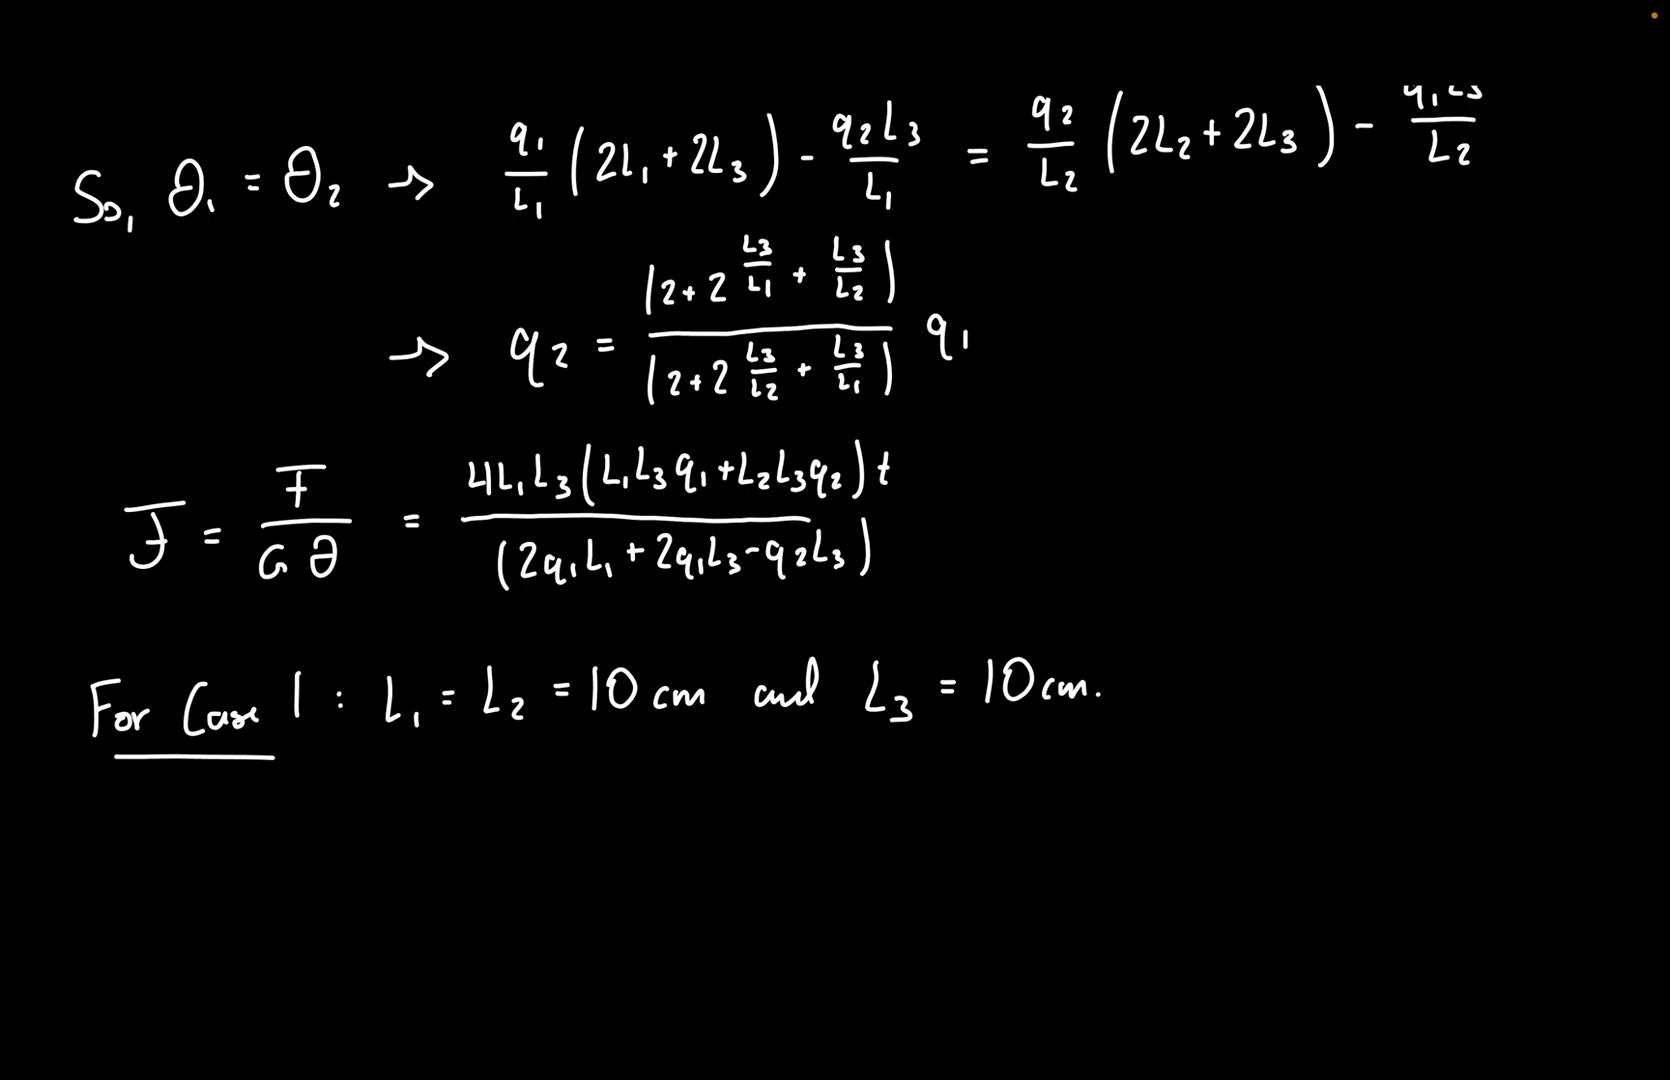 So, θ₁ = θ₂ → q₁/L₁ (2L₁ + 2L₃) - q₂L₃/L₁ = q₂/L₂ (2L₂ + 2L₃) - q₁L₃/L₂
→ q₂ = (2+2 L₃/L₁ + L₃/L₂) / (2+2 L₃/L₂ + L₃/L₁) q₁
J = T/(G θ) = 4L₁L₃(L₁L₃q₁+L₂L₃q₂)t / (2q₁L₁ + 2q₁L₃-q₂L₃)
For Case 1 : L₁ = L₂ = 10 cm and L₃ = 10 cm.